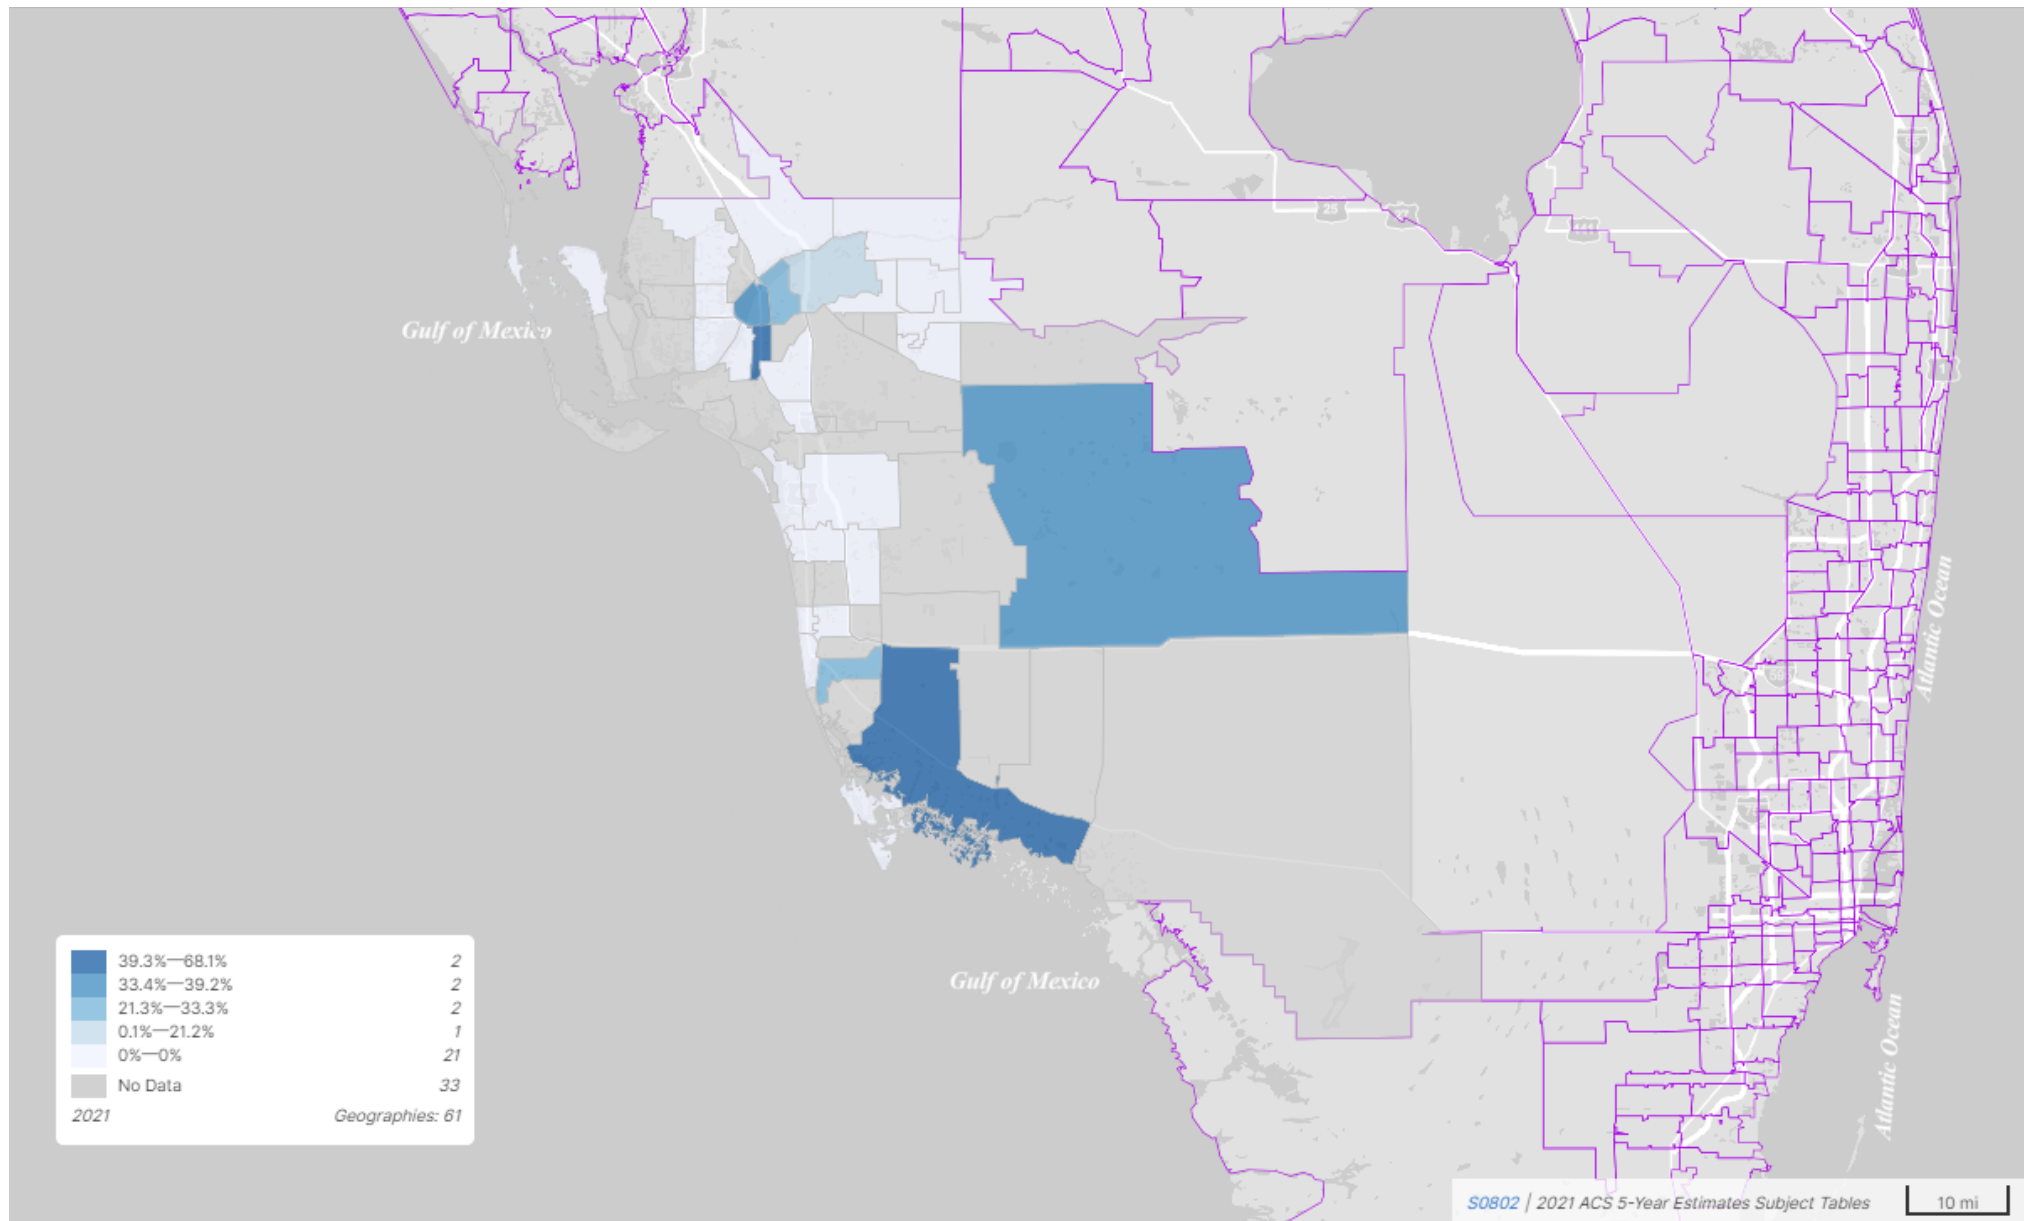 25
Gulf of Mexico
1
Atlantic Ocean
Gulf of Mexico
39.3%—68.1% 2
33.4%—39.2% 2
21.3%—33.3% 2
0.1%—21.2% 1
0%—0% 21
No Data 33
2021 Geographies: 61
Atlantic Ocean
S0802 | 2021 ACS 5-Year Estimates Subject Tables
10 mi